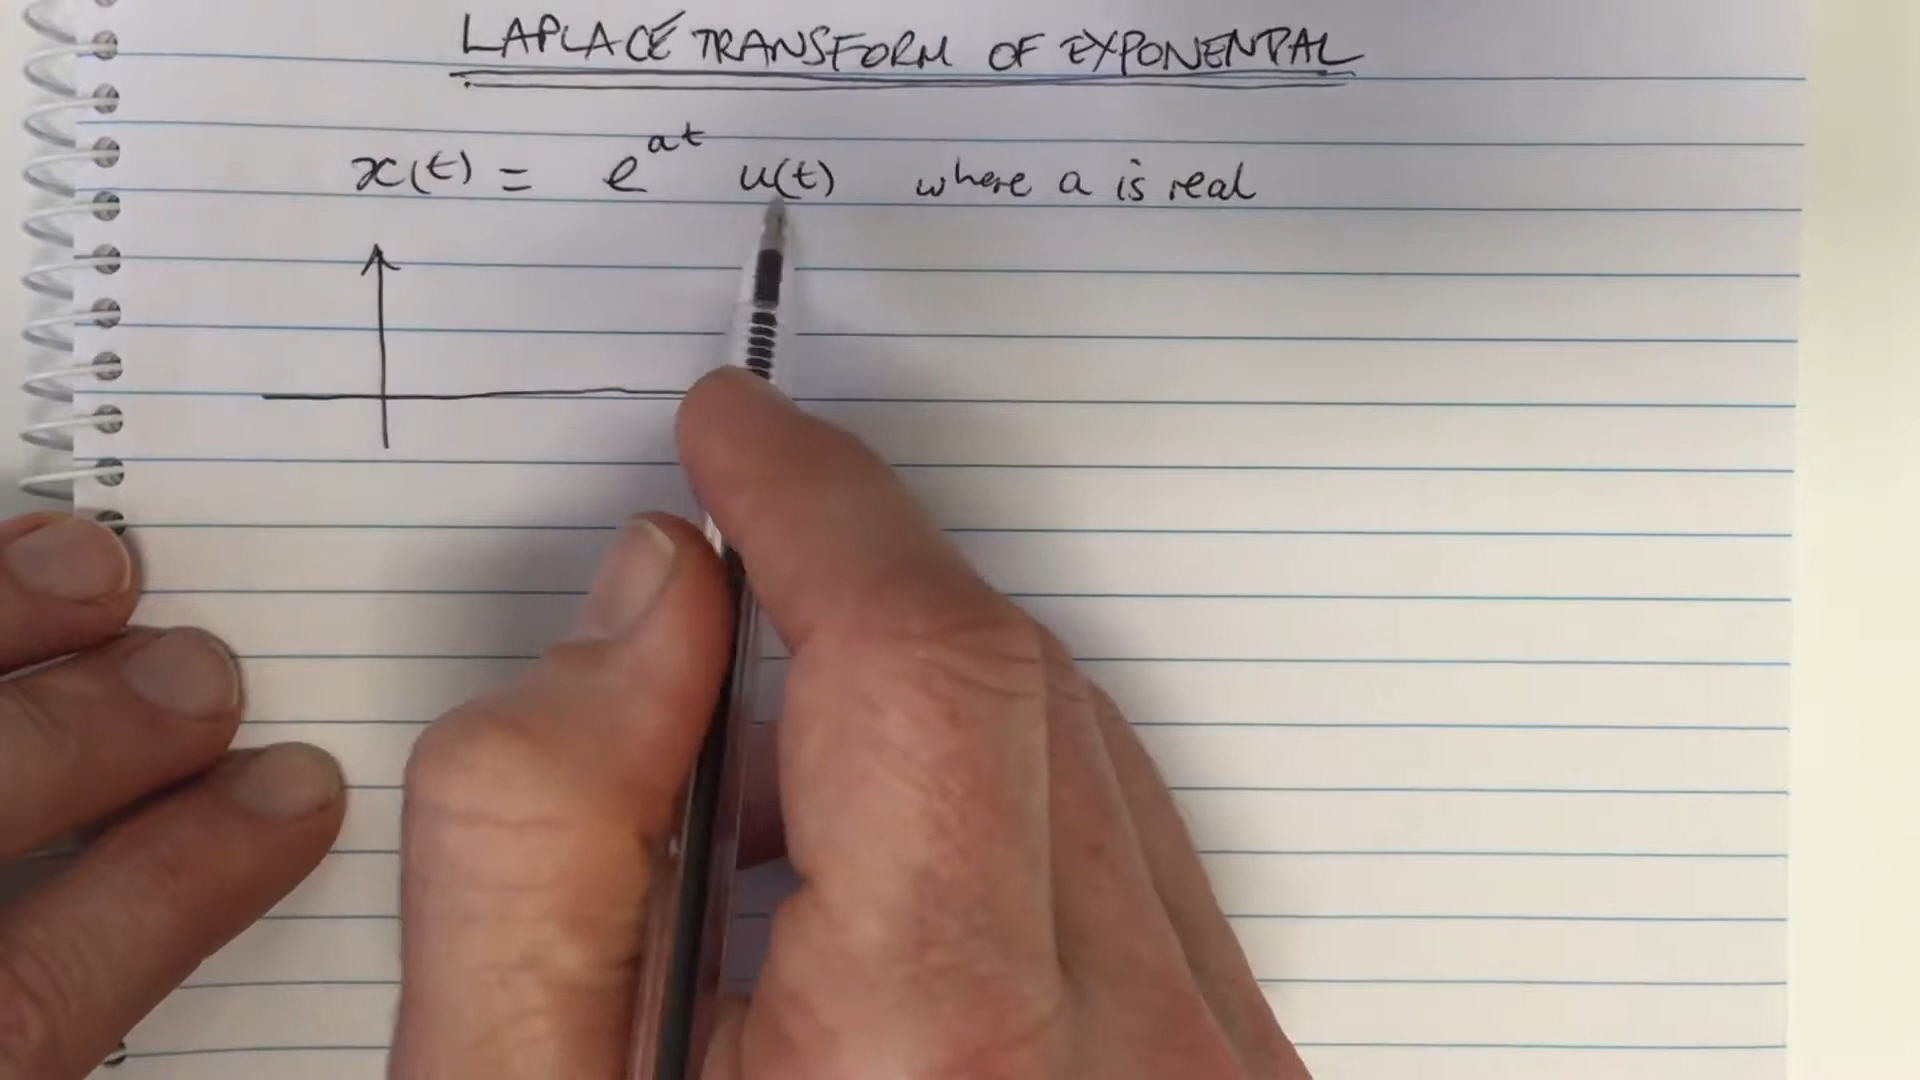 LAPLACE TRANSFORM OF EXPONENTIAL
x(t) = e^{at} u(t) where a is real